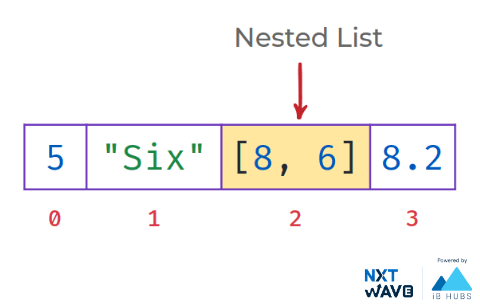 Nested List
5 "Six" [8, 6] 8.2
0 1 2 3
Powered by
NXT
WAVE
iB HUBS